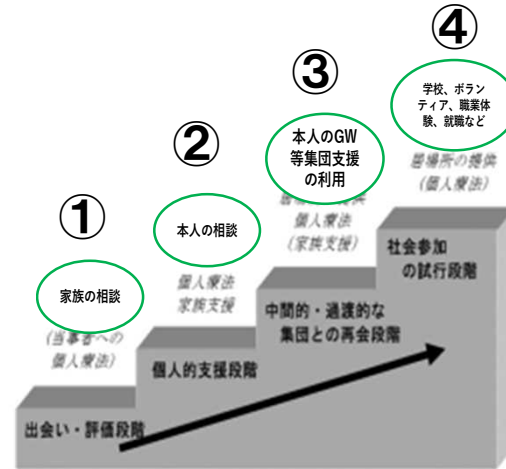 ①
家族の相談
(当事者への
個人療法)
出会い・評価段階
②
本人の相談
個人療法
家族支援
個人的支援段階
③
本人のGW
等集団支援
の利用
個人療法
(家族支援)
中間的・過渡的な
集団との再会段階
④
学校、ボラン
ティア、職業体
験、就職など
居場所の提供
(個人療法)
社会参加
の試行段階